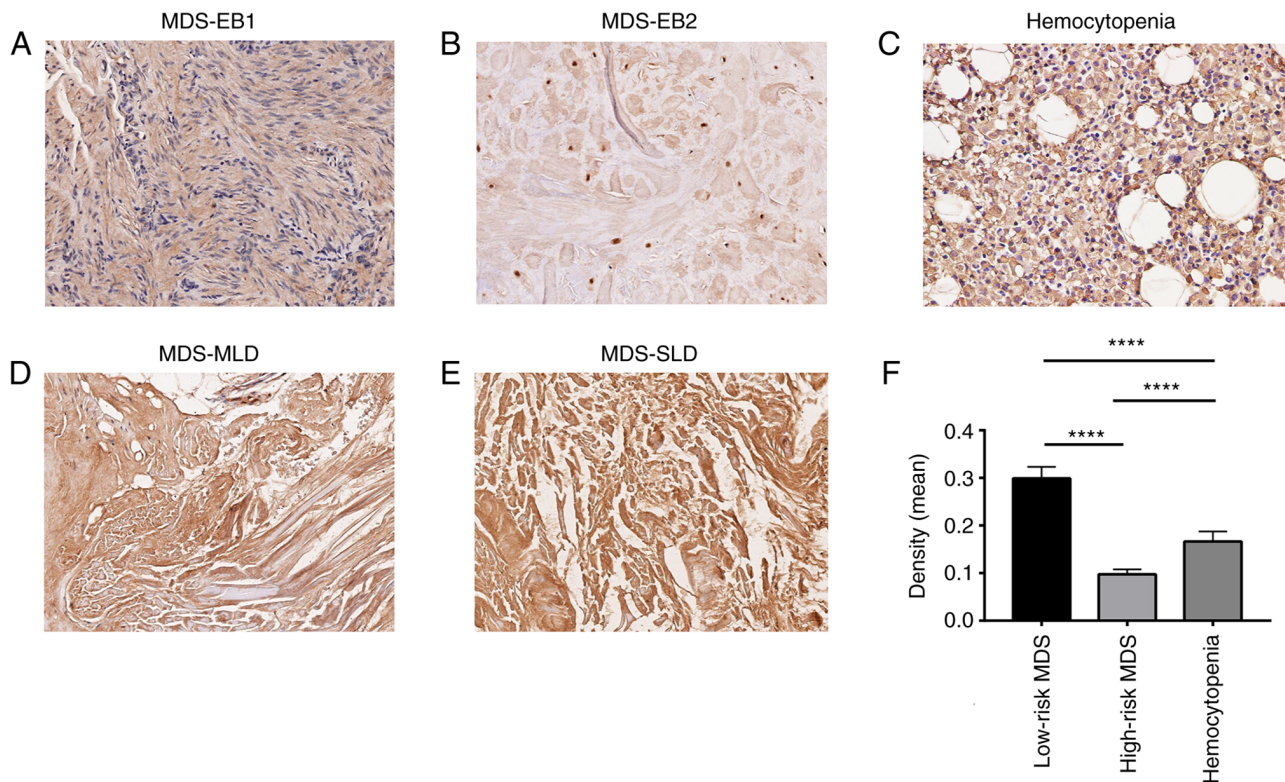 MDS-EB1
MDS-EB2
Hemocytopenia
A
B
C
MDS-MLD
MDS-SLD
D
E
F
****
****
****
0.4
0.3
0.2
0.1
0.0
Density (mean)
Low-risk MDS
High-risk MDS
Hemocytopenia